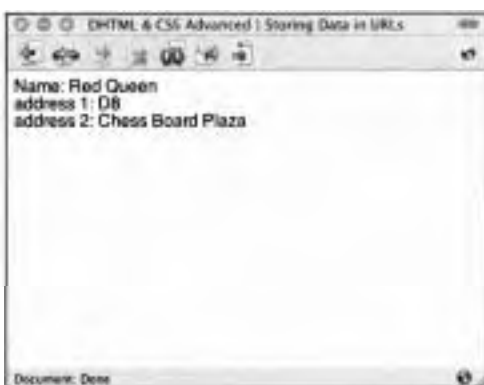 DHTML & CSS Advanced | Storing Data in URLs
Name: Red Queen
address 1: D8
address 2: Chess Board Plaza
Document: Done